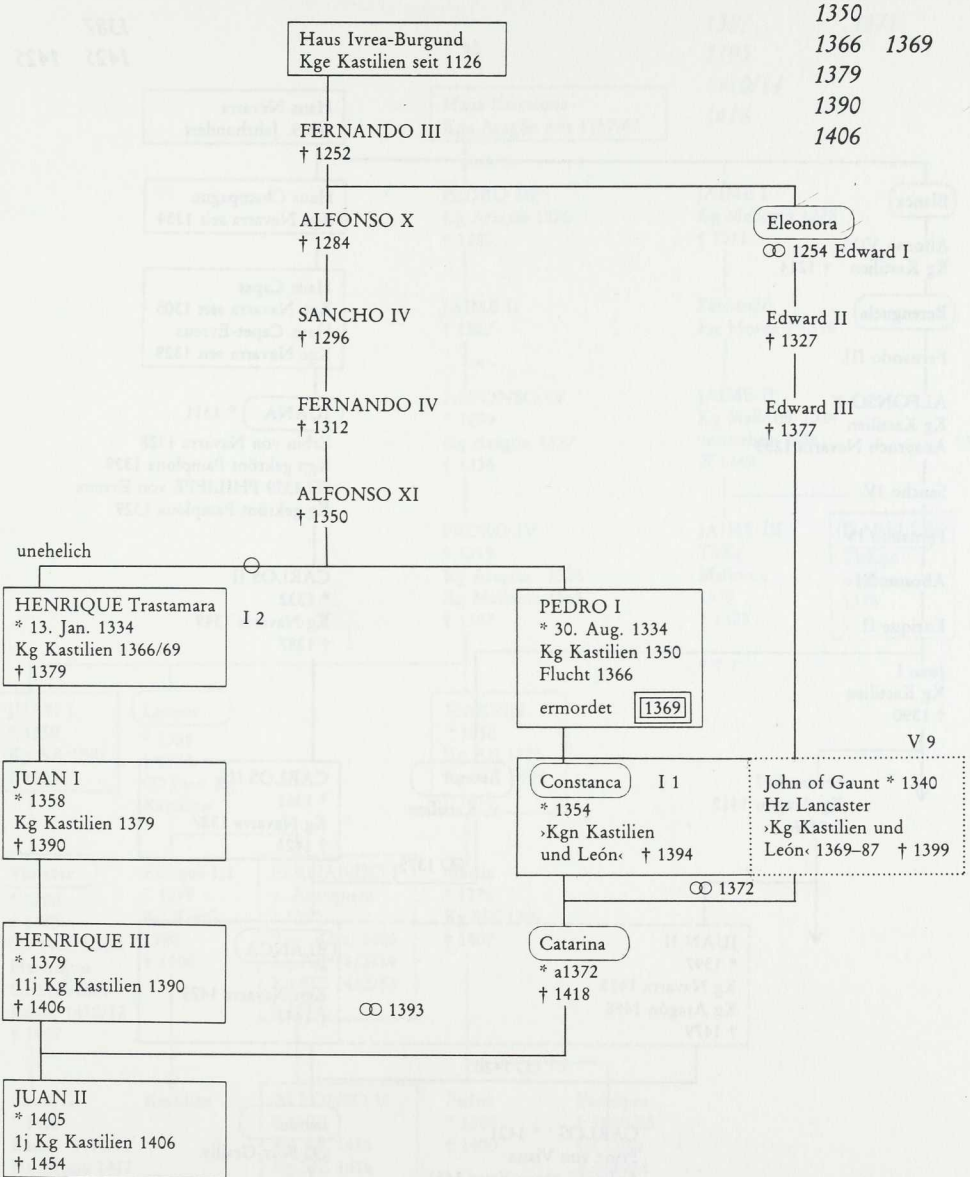 1350
1366 1369
1379
1390
1406
Haus Ivrea-Burgund
Kge Kastilien seit 1126
FERNANDO III
† 1252
ALFONSO X
† 1284
Eleonora
⚭ 1254 Edward I
SANCHO IV
† 1296
Edward II
† 1327
FERNANDO IV
† 1312
Edward III
† 1377
ALFONSO XI
† 1350
unehelich
HENRIQUE Trastamara
* 13. Jan. 1334
Kg Kastilien 1366/69
† 1379
I 2
PEDRO I
* 30. Aug. 1334
Kg Kastilien 1350
Flucht 1366
ermordet 1369
V 9
JUAN I
* 1358
Kg Kastilien 1379
† 1390
Constanca I 1
* 1354
›Kgn Kastilien
und León‹ † 1394
John of Gaunt * 1340
Hz Lancaster
›Kg Kastilien und
León‹ 1369–87 † 1399
⚭ 1372
HENRIQUE III
* 1379
11j Kg Kastilien 1390
† 1406
Catarina
* a1372
† 1418
⚭ 1393
JUAN II
* 1405
1j Kg Kastilien 1406
† 1454